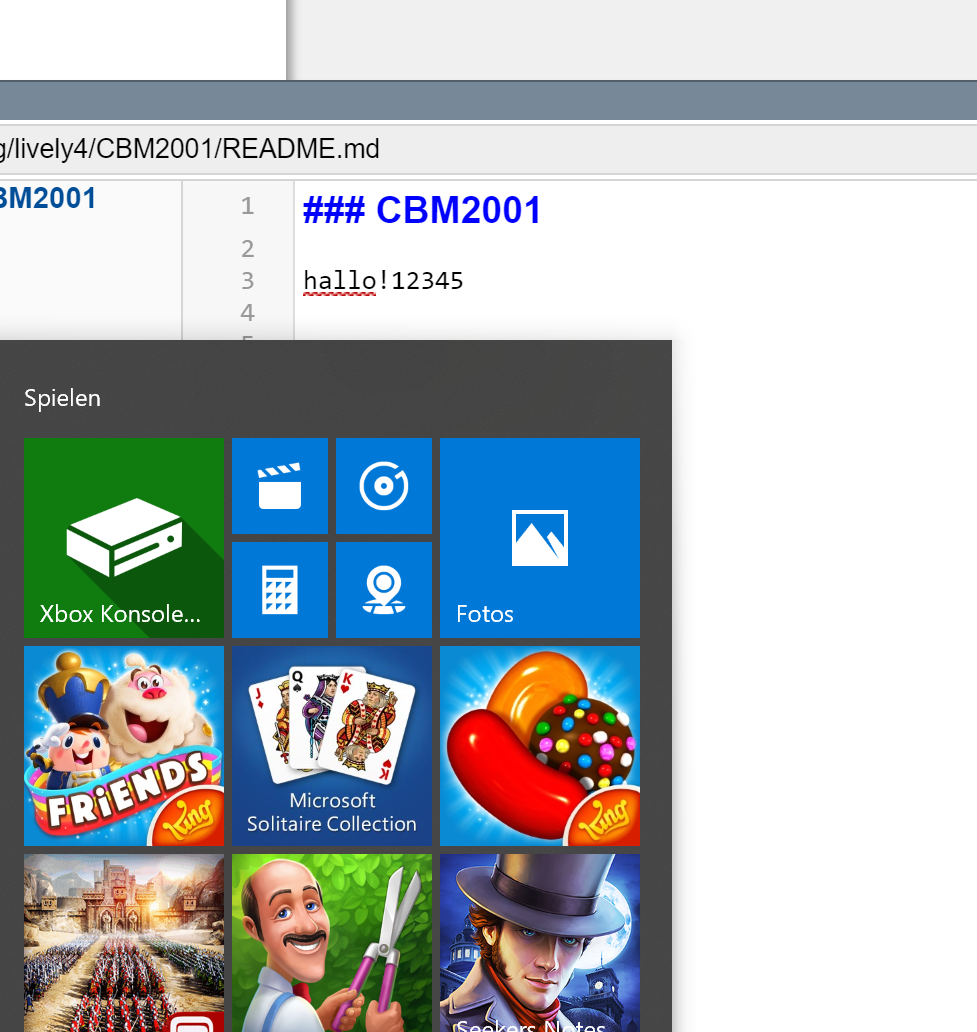 /lively4/CBM2001/README.md
BM2001
1 ### CBM2001
2
3 hallo!12345
4
Spielen
Xbox Konsole...
Fotos
FRiENDS
King
J
Q
K
K
Microsoft
Solitaire Collection
King
Seekers Notes